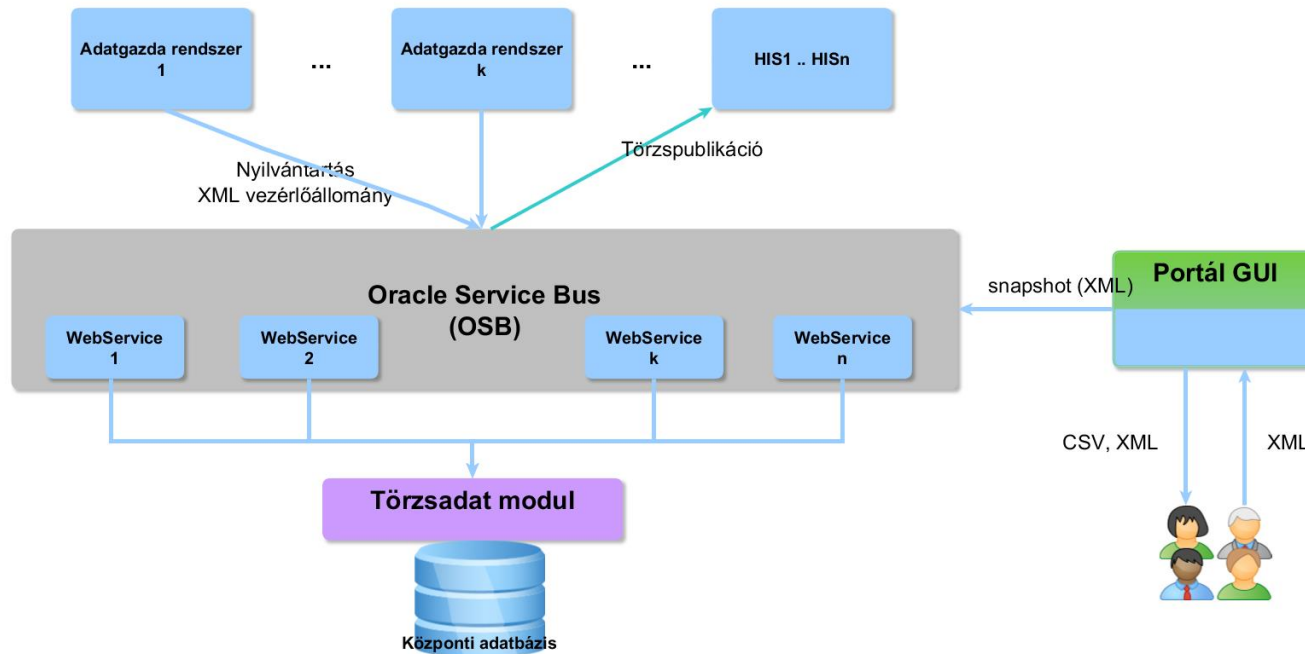 Adatgazda rendszer
1
...
Adatgazda rendszer
k
...
HIS1 .. HISn
Nyilvántartás
XML vezérlőállomány
Törzspublikáció
Oracle Service Bus
(OSB)
WebService
1
WebService
2
WebService
k
WebService
n
snapshot (XML)
Portál GUI
CSV, XML
XML
Törzsadat modul
Központi adatbázis